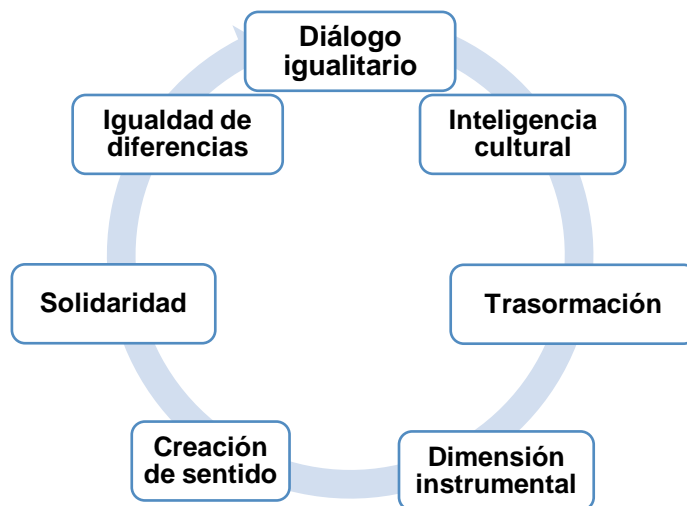 Diálogo
igualitario
Inteligencia
cultural
Trasormación
Dimensión
instrumental
Creación
de sentido
Solidaridad
Igualdad de
diferencias